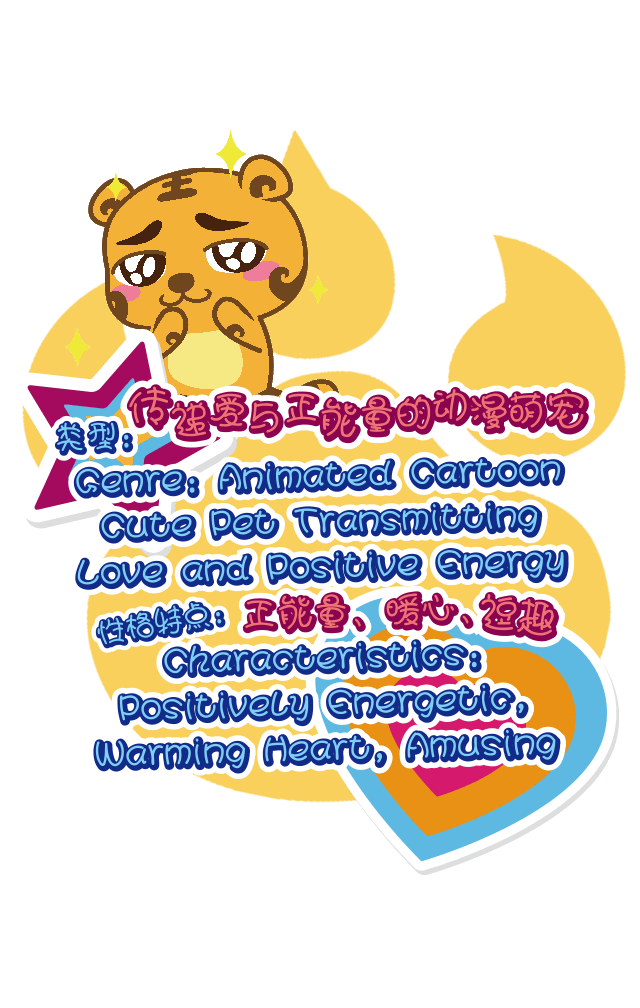 类型：传递爱与正能量的动漫萌宠
Genre: Animated Cartoon
Cute Pet Transmitting
Love and Positive Energy
性格特点：正能量、暖心、逗趣
Characteristics:
Positively Energetic,
Warming Heart, Amusing